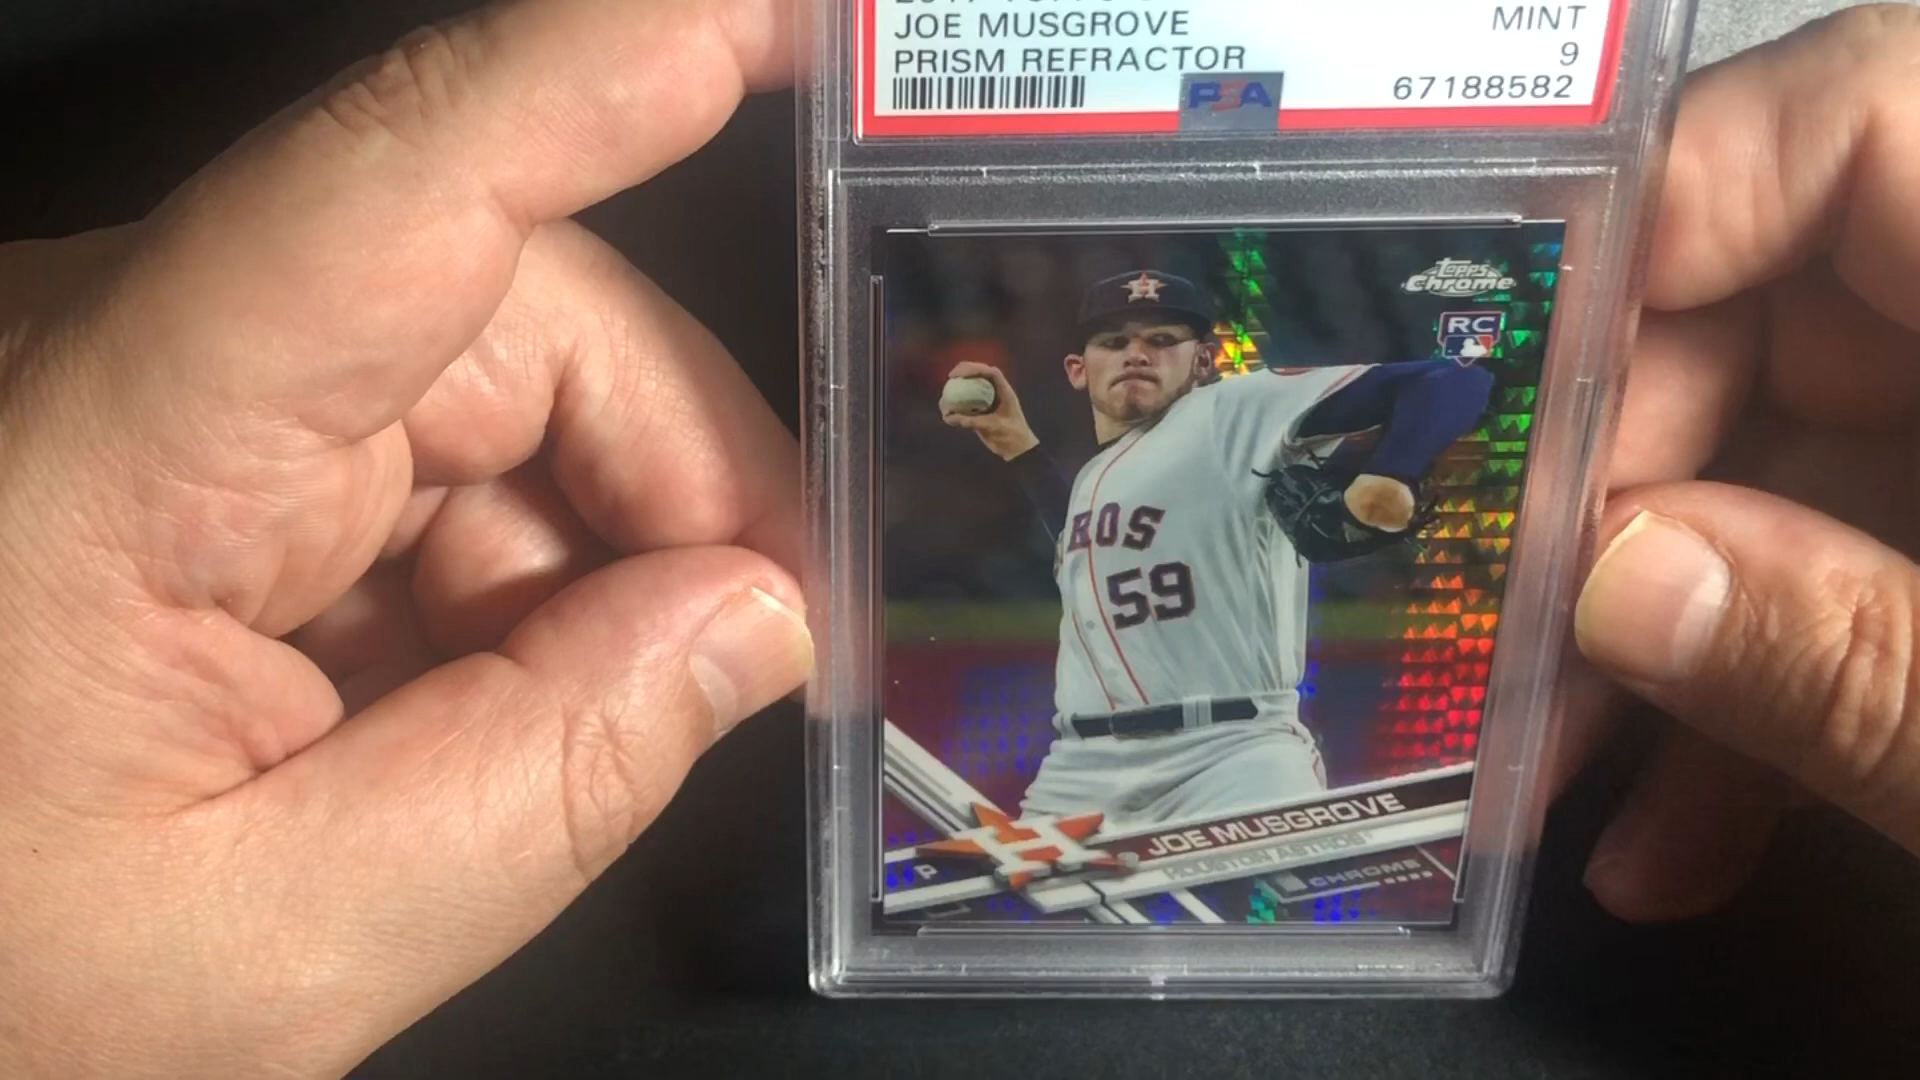 JOE MUSGROVE
MINT
PRISM REFRACTOR
9
PSA
67188582
Topps
Chrome
RC
H
ROS
59
JOE MUSGROVE
HOUSTON ASTROS
H
P
CHROME